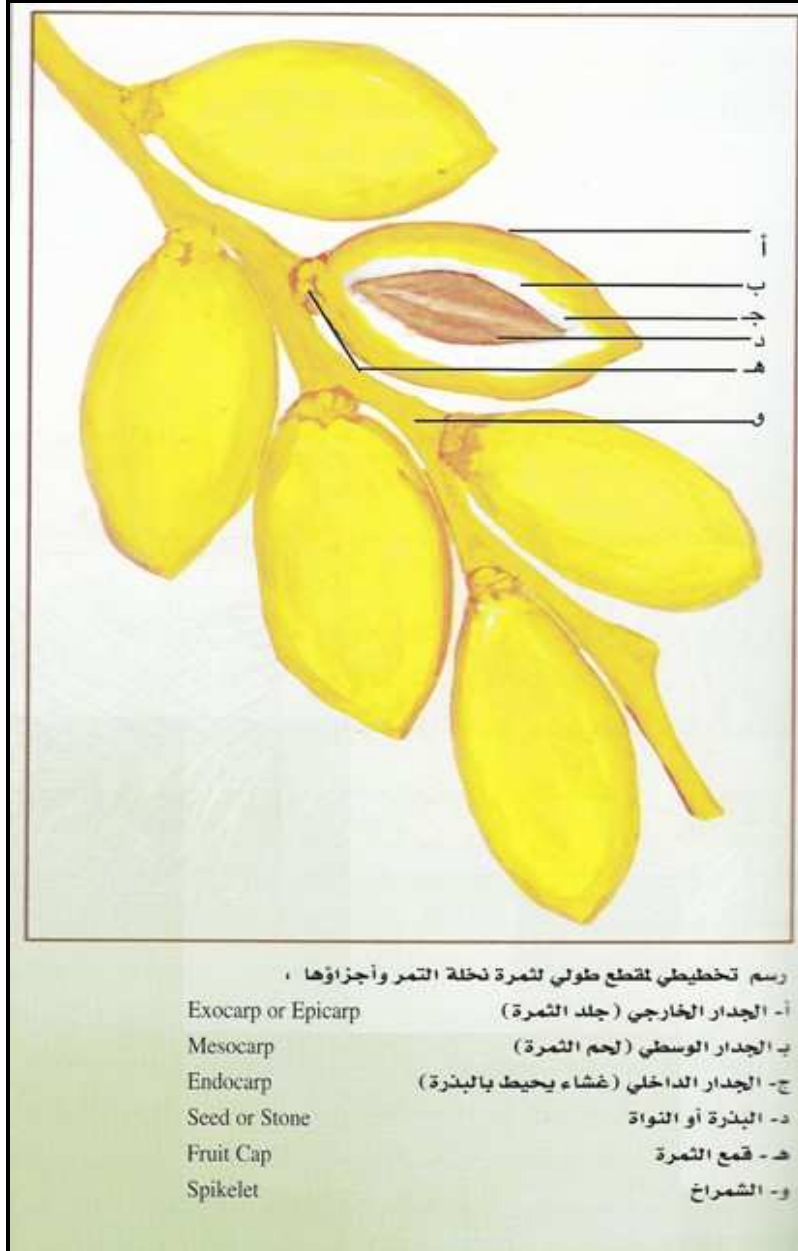 أ
ب
ج
د
هـ
و
رسم تخطيطي لمقطع طولي لثمرة نخلة التمر وأجزاؤها ،
أ- الجدار الخارجي (جلد الثمرة) Exocarp or Epicarp
بـ الجدار الوسطي (لحم الثمرة) Mesocarp
ج- الجدار الداخلي (غشاء يحيط بالبذرة) Endocarp
د- البذرة أو النواة Seed or Stone
هـ - قمع الثمرة Fruit Cap
و- الشمراخ Spikelet